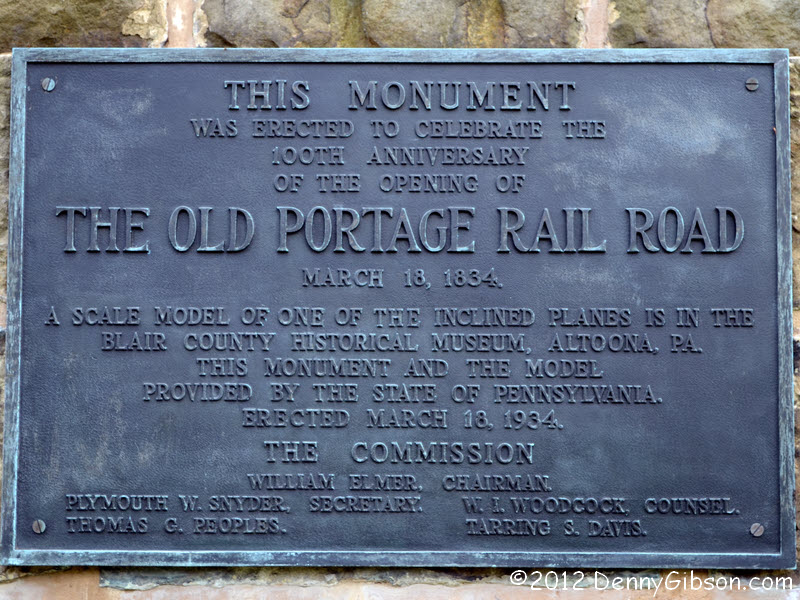 THIS MONUMENT
WAS ERECTED TO CELEBRATE THE
100TH ANNIVERSARY
OF THE OPENING OF
THE OLD PORTAGE RAIL ROAD
MARCH 18, 1834.
A SCALE MODEL OF ONE OF THE INCLINED PLANES IS IN THE
BLAIR COUNTY HISTORICAL MUSEUM, ALTOONA, PA.
THIS MONUMENT AND THE MODEL
PROVIDED BY THE STATE OF PENNSYLVANIA.
ERECTED MARCH 18, 1934.
THE COMMISSION
WILLIAM ELMER, CHAIRMAN.
PLYMOUTH W. SNYDER, SECRETARY. W. I. WOODCOCK, COUNSEL.
THOMAS G. PEOPLES. TARRING S. DAVIS.
©2012 DennyGibson.com